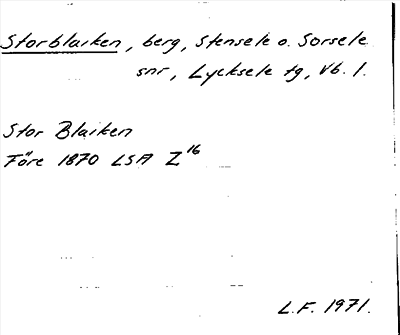 Storblaiken, berg, Stensele o. Sorsele
snr, Lycksele tg, Vb. l.
Stor Blaiken
Före 1870 LSA Z16
L.F. 1971.